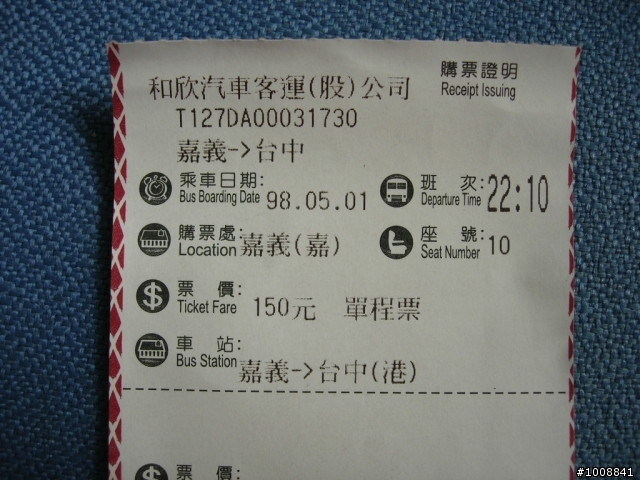 和欣汽車客運(股)公司
購票證明
Receipt Issuing
T127DA00031730
嘉義->台中
乘車日期:
Bus Boarding Date 98.05.01
班 次:
Departure Time 22:10
購票處:
Location 嘉義(嘉)
座 號:
Seat Number 10
票 價:
Ticket Fare 150元 單程票
車 站:
Bus Station 嘉義->台中(港)
票 價:
#1008841